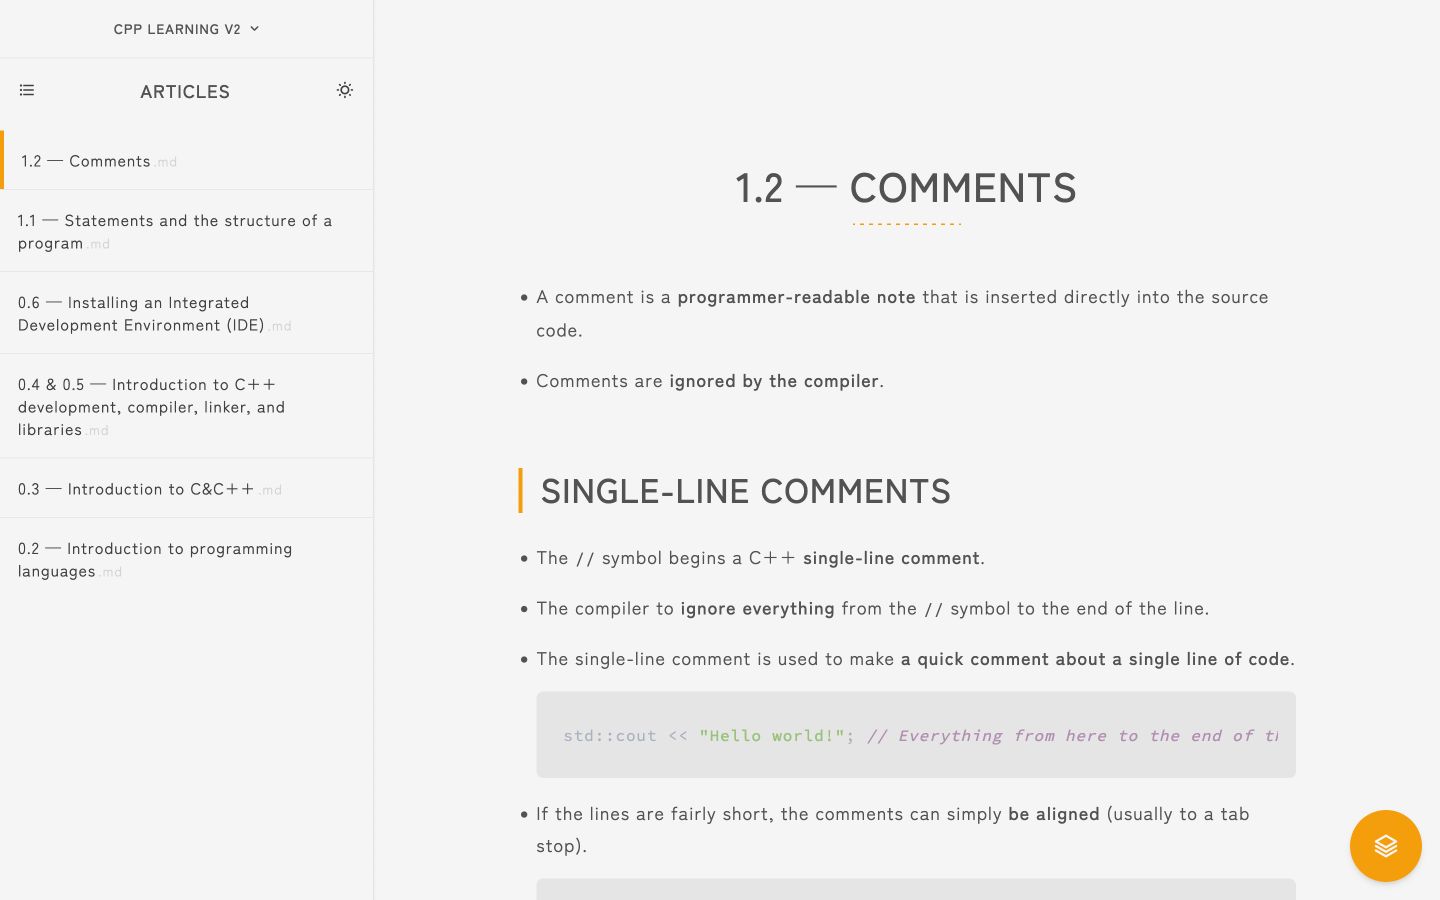 CPP LEARNING V2
ARTICLES
1.2 — Comments.md
1.1 — Statements and the structure of a
program.md
0.6 — Installing an Integrated
Development Environment (IDE).md
0.4 & 0.5 — Introduction to C++
development, compiler, linker, and
libraries.md
0.3 — Introduction to C&C++.md
0.2 — Introduction to programming
languages.md
1.2 — COMMENTS
• A comment is a programmer-readable note that is inserted directly into the source
code.
• Comments are ignored by the compiler.
SINGLE-LINE COMMENTS
• The // symbol begins a C++ single-line comment.
• The compiler to ignore everything from the // symbol to the end of the line.
• The single-line comment is used to make a quick comment about a single line of code.
std::cout << "Hello world!"; // Everything from here to the end of
• If the lines are fairly short, the comments can simply be aligned (usually to a tab
stop).